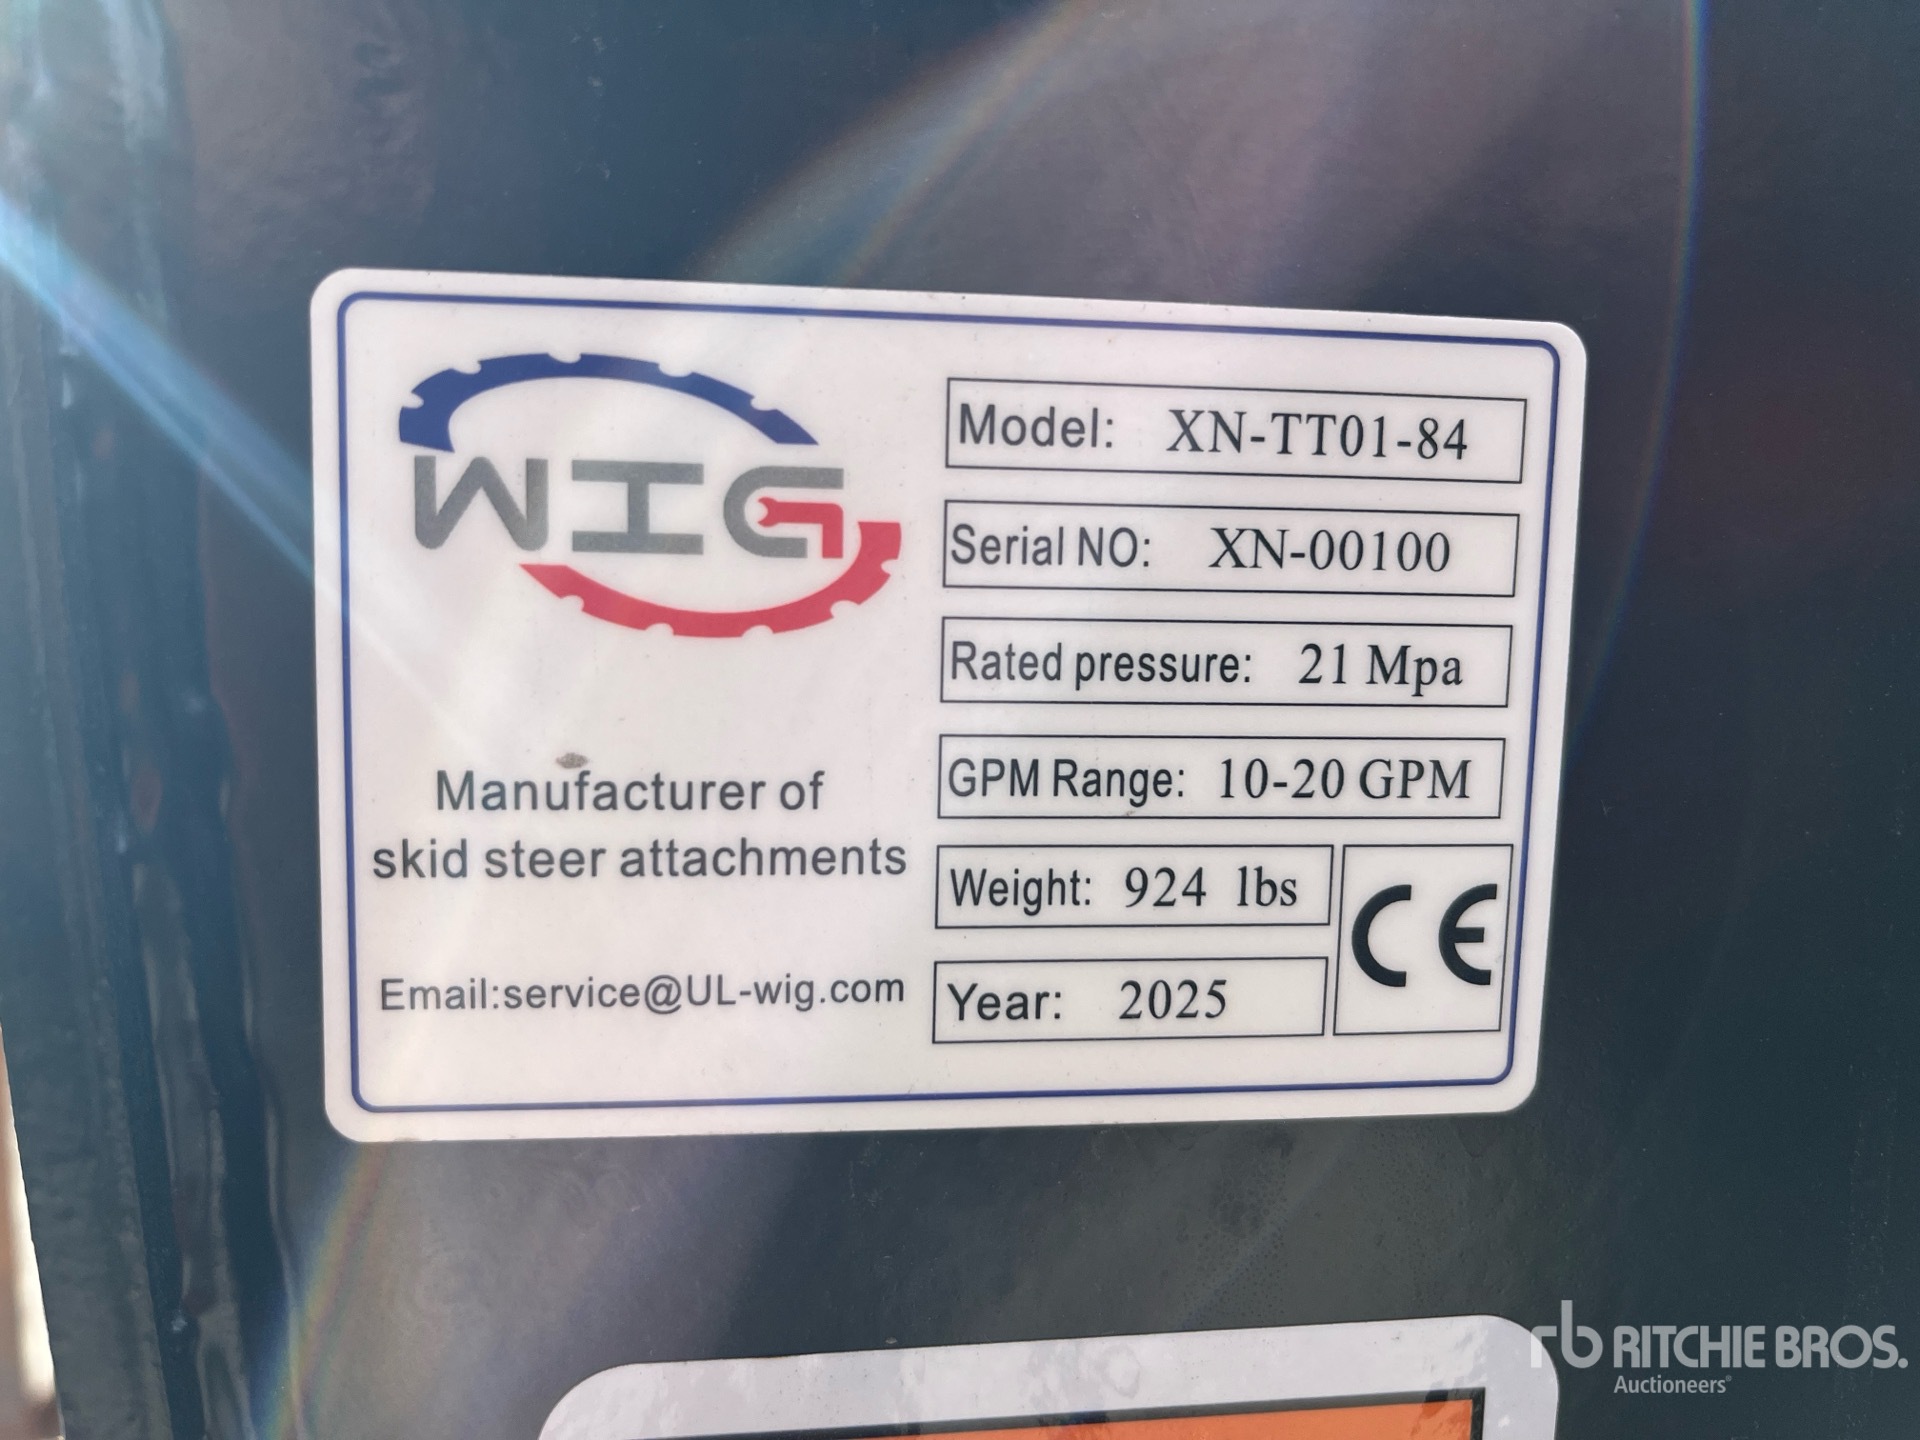 WIG
Manufacturer of
skid steer attachments
Email:service@UL-wig.com
Model: XN-TT01-84
Serial NO: XN-00100
Rated pressure: 21 Mpa
GPM Range: 10-20 GPM
Weight: 924 lbs
Year: 2025
CE
rb RITCHIE BROS.
Auctioneers